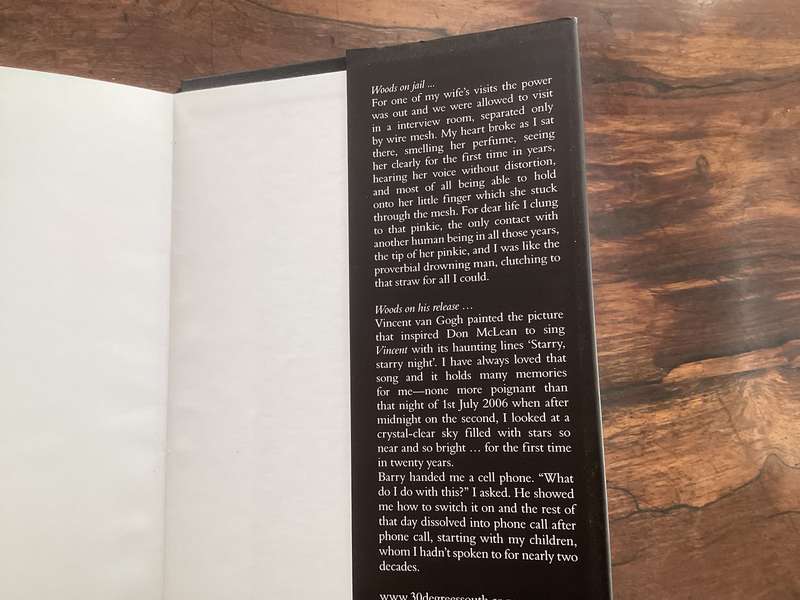 Woods on jail ...
For one of my wife's visits the power
was out and we were allowed to visit
in a interview room, separated only
by wire mesh. My heart broke as I sat
there, smelling her perfume, seeing
her clearly for the first time in years,
hearing her voice without distortion,
and most of all being able to hold
onto her little finger which she stuck
through the mesh. For dear life I clung
to that pinkie, the only contact with
another human being in all those years,
the tip of her pinkie, and I was like the
proverbial drowning man, clutching to
that straw for all I could.
Woods on his release ...
Vincent van Gogh painted the picture
that inspired Don McLean to sing
Vincent with its haunting lines ‘Starry,
starry night’. I have always loved that
song and it holds many memories
for me—none more poignant than
that night of 1st July 2006 when after
midnight on the second, I looked at a
crystal-clear sky filled with stars so
near and so bright ... for the first time
in twenty years.
Barry handed me a cell phone. “What
do I do with this?” I asked. He showed
me how to switch it on and the rest of
that day dissolved into phone call after
phone call, starting with my children,
whom I hadn't spoken to for nearly two
decades.